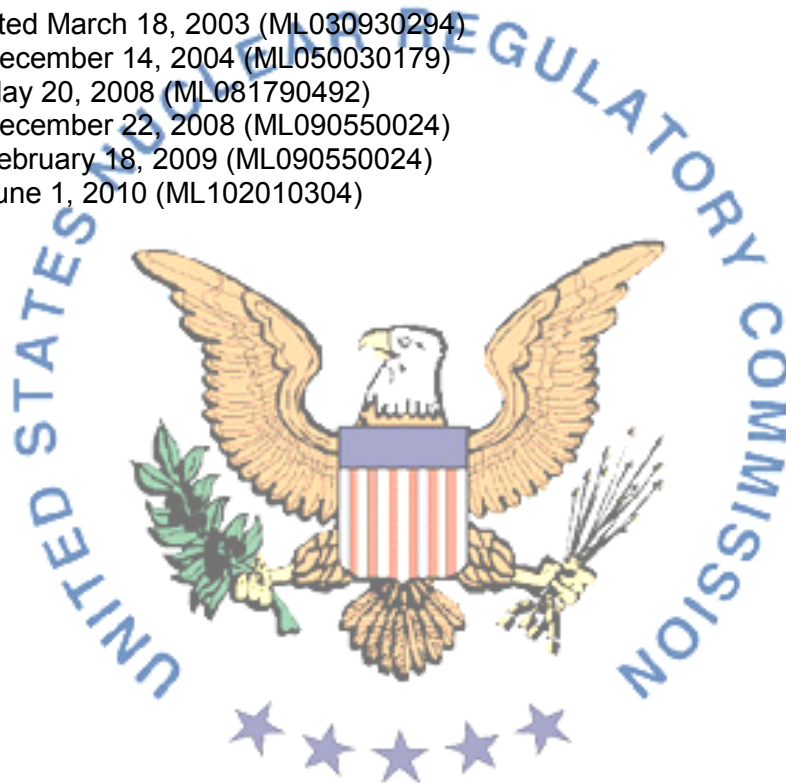 ted March 18, 2003 (ML030930294)
ecember 14, 2004 (ML050030179)
ay 20, 2008 (ML081790492)
ecember 22, 2008 (ML090550024)
ebruary 18, 2009 (ML090550024)
une 1, 2010 (ML102010304)
UNITED STATES NUCLEAR REGULATORY COMMISSION